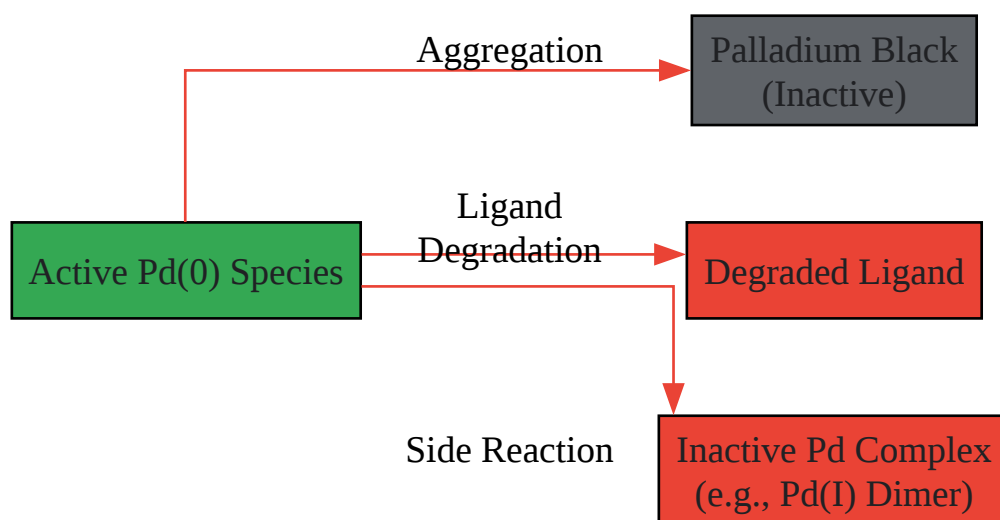 Aggregation
Palladium Black
(Inactive)
Ligand
Degradation
Active Pd(0) Species
Degraded Ligand
Side Reaction
Inactive Pd Complex
(e.g., Pd(I) Dimer)